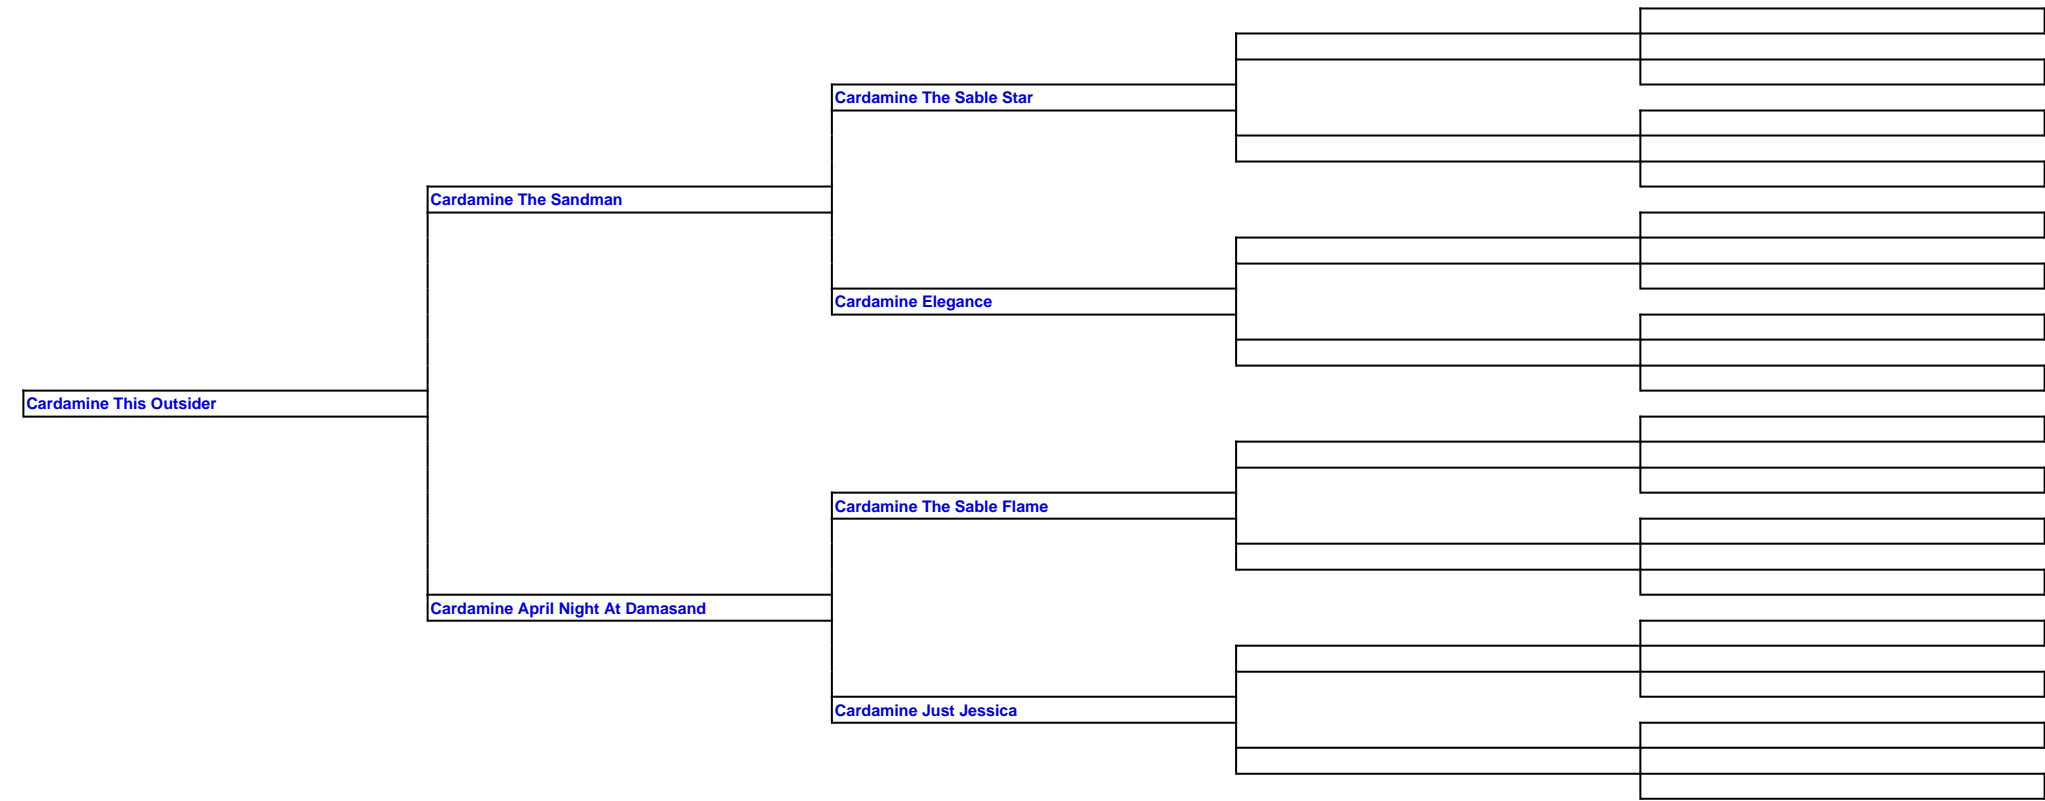 Cardamine The Sable Star
Cardamine The Sandman
Cardamine Elegance
Cardamine This Outsider
Cardamine The Sable Flame
Cardamine April Night At Damasand
Cardamine Just Jessica